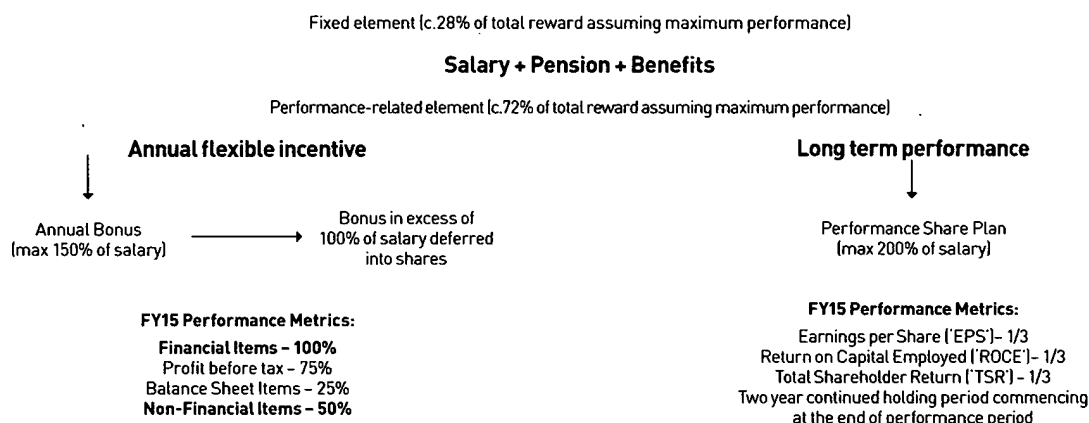 Fixed element (c.28% of total reward assuming maximum performance)
Salary + Pension + Benefits
Performance-related element (c.72% of total reward assuming maximum performance)
Annual flexible incentive
Annual Bonus
(max 150% of salary)
Bonus in excess of
100% of salary deferred
into shares
FY15 Performance Metrics:
Financial Items – 100%
Profit before tax – 75%
Balance Sheet Items – 25%
Non-Financial Items – 50%
Long term performance
Performance Share Plan
(max 200% of salary)
FY15 Performance Metrics:
Earnings per Share ('EPS')– 1/3
Return on Capital Employed ('ROCE')– 1/3
Total Shareholder Return ('TSR') – 1/3
Two year continued holding period commencing
at the end of performance period